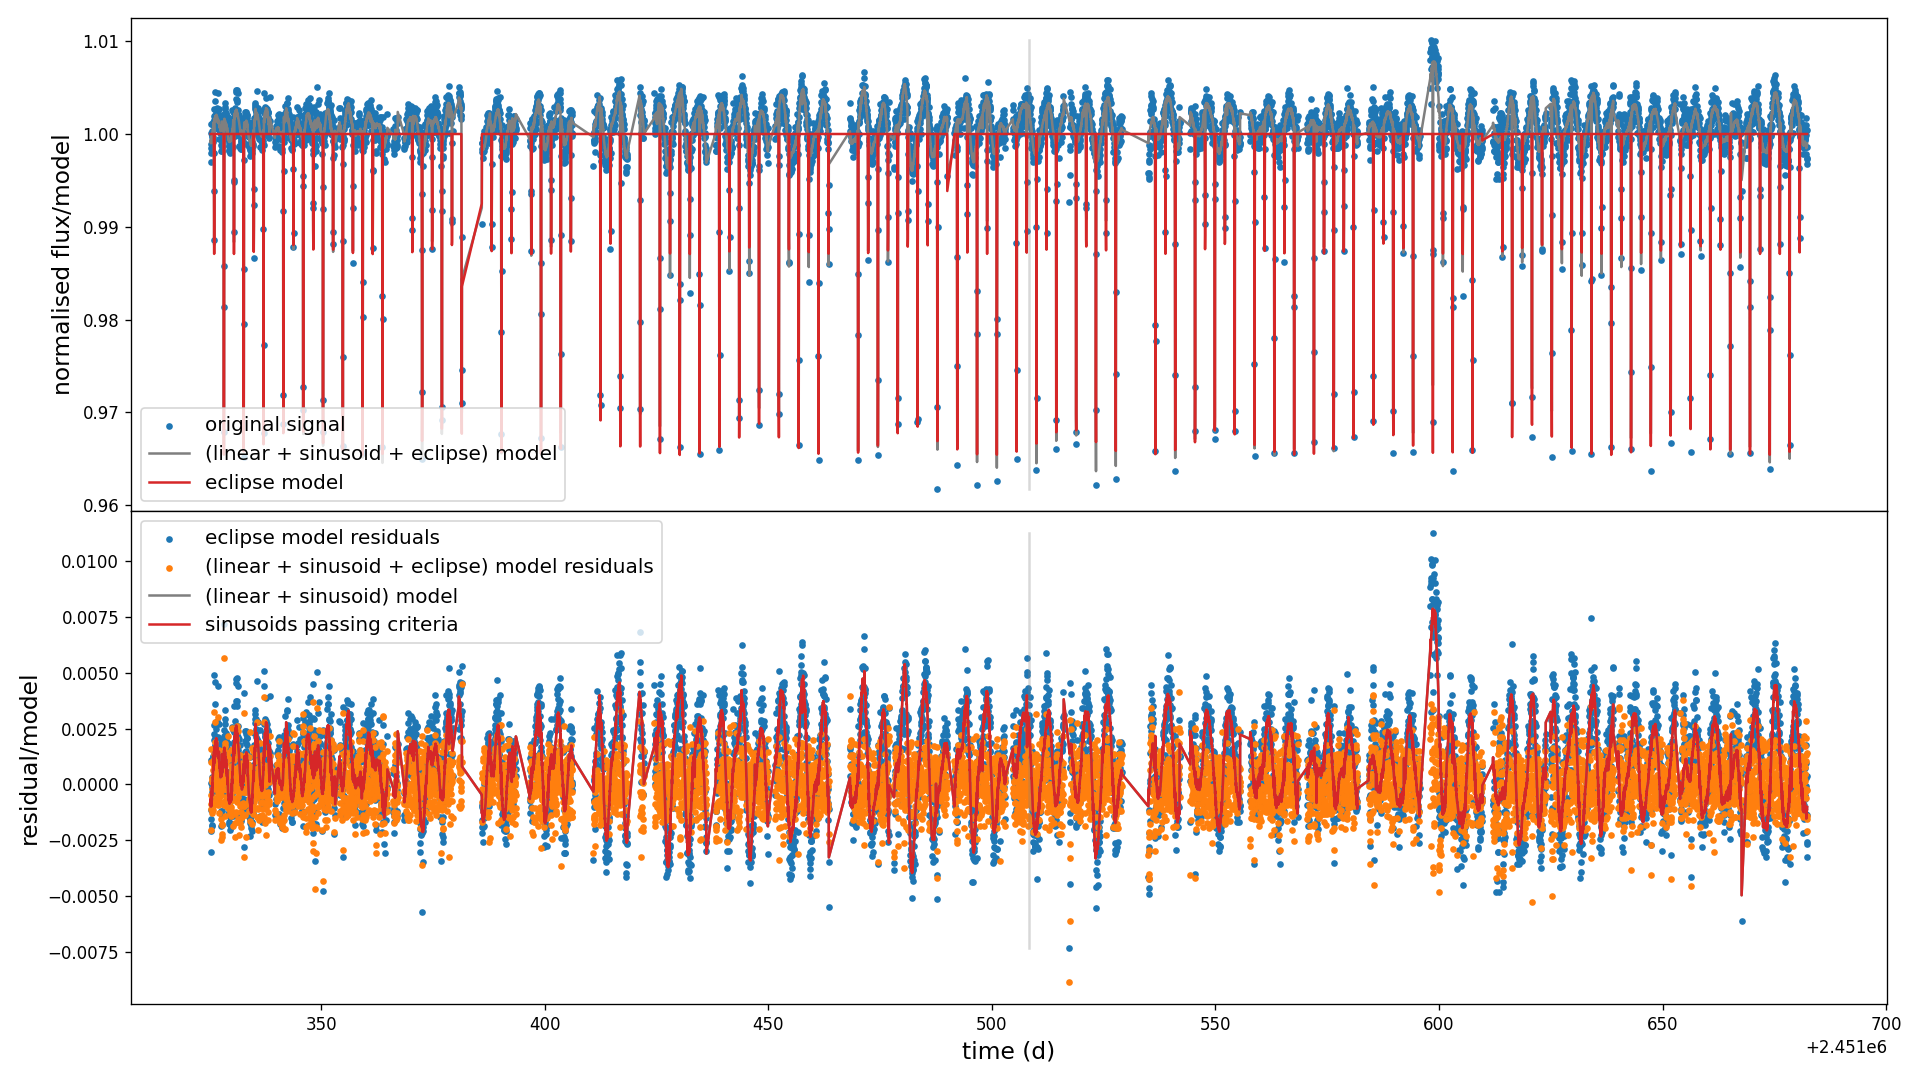 1.01
1.00
0.99
0.98
0.97
0.96
normalised flux/model
original signal
(linear + sinusoid + eclipse) model
eclipse model
0.0100
0.0075
0.0050
0.0025
0.0000
−0.0025
−0.0050
−0.0075
residual/model
eclipse model residuals
(linear + sinusoid + eclipse) model residuals
(linear + sinusoid) model
sinusoids passing criteria
350 400 450 500 550 600 650 700
time (d)
+2.451e6